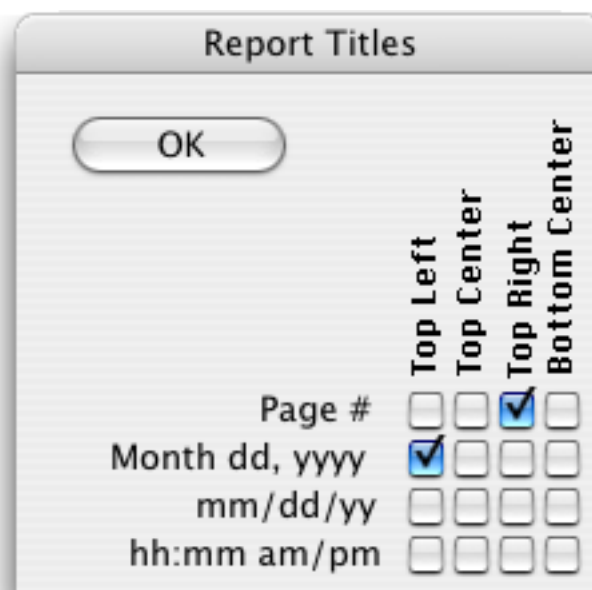 Report Titles
OK
Top Left
Top Center
Top Right
Bottom Center
Page #
Month dd, yyyy
mm/dd/yy
hh:mm am/pm